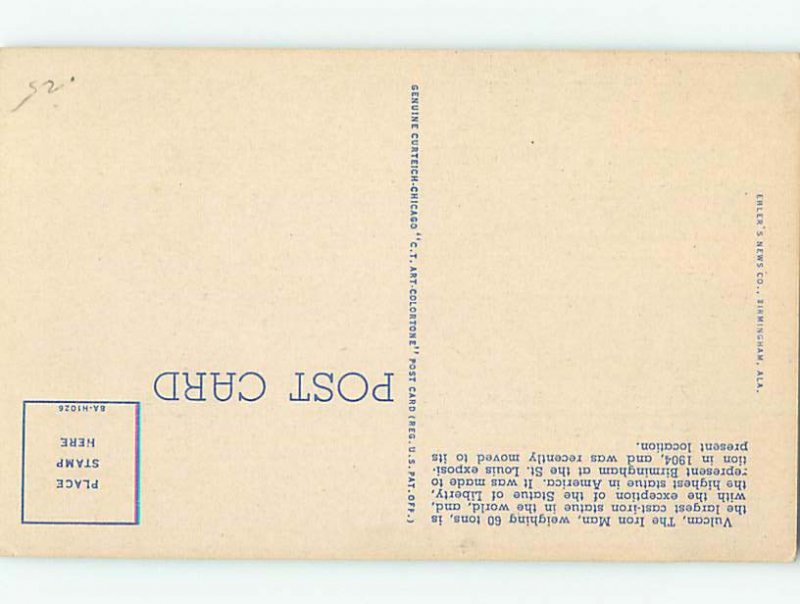 Vulcan, The Iron Man, weighing 60 tons, is
the largest cast-iron statue in the world, and,
with the exception of the Statue of Liberty,
the highest statue in America. It was made to
represent Birmingham at the St. Louis exposi-
tion in 1904, and was recently moved to its
present location.
EHLER'S NEWS CO., BIRMINGHAM, ALA.
GENUINE CURTEICH-CHICAGO "C.T. ART-COLORTONE" POST CARD (REG. U.S. PAT. OFF.)
POST CARD
PLACE
STAMP
HERE
8A-H1026